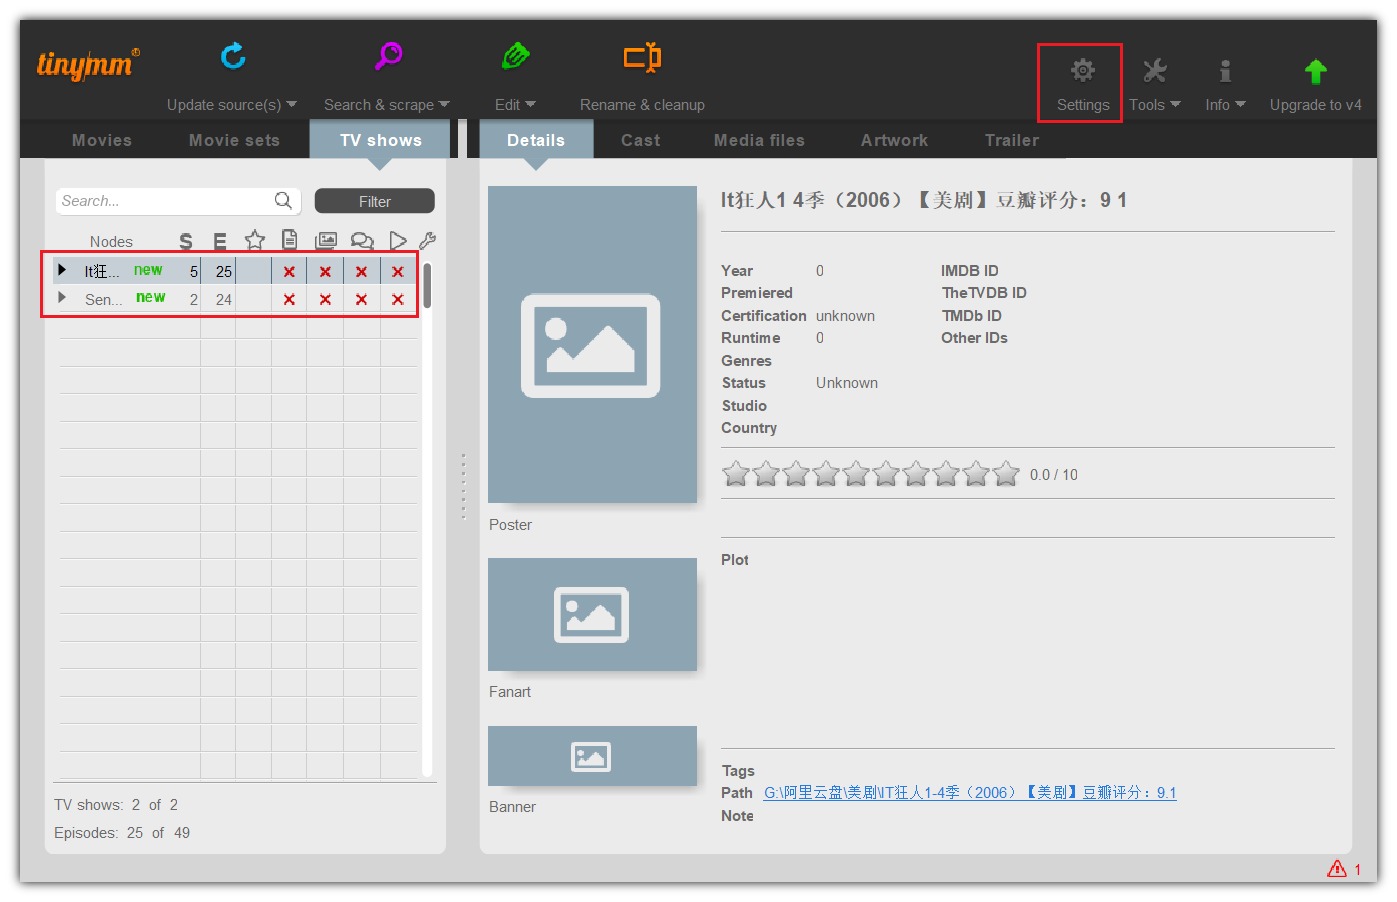 tinymm
Update source(s)
Search & scrape
Edit
Rename & cleanup
Settings
Tools
Info
Upgrade to v4
Movies
Movie sets
TV shows
Details
Cast
Media files
Artwork
Trailer
Search...
Filter
Nodes
S
E
It狂...
new
5
25
Sen...
new
2
24
TV shows: 2 of 2
Episodes: 25 of 49
Poster
Fanart
Banner
It狂人1 4季（2006）【美剧】豆瓣评分：9 1
Year 0 IMDB ID
Premiered TheTVDB ID
Certification unknown TMDb ID
Runtime 0 Other IDs
Genres
Status Unknown
Studio
Country
0.0 / 10
Plot
Tags
Path G:\阿里云盘\美剧\IT狂人1-4季（2006）【美剧】豆瓣评分：9.1
Note
1